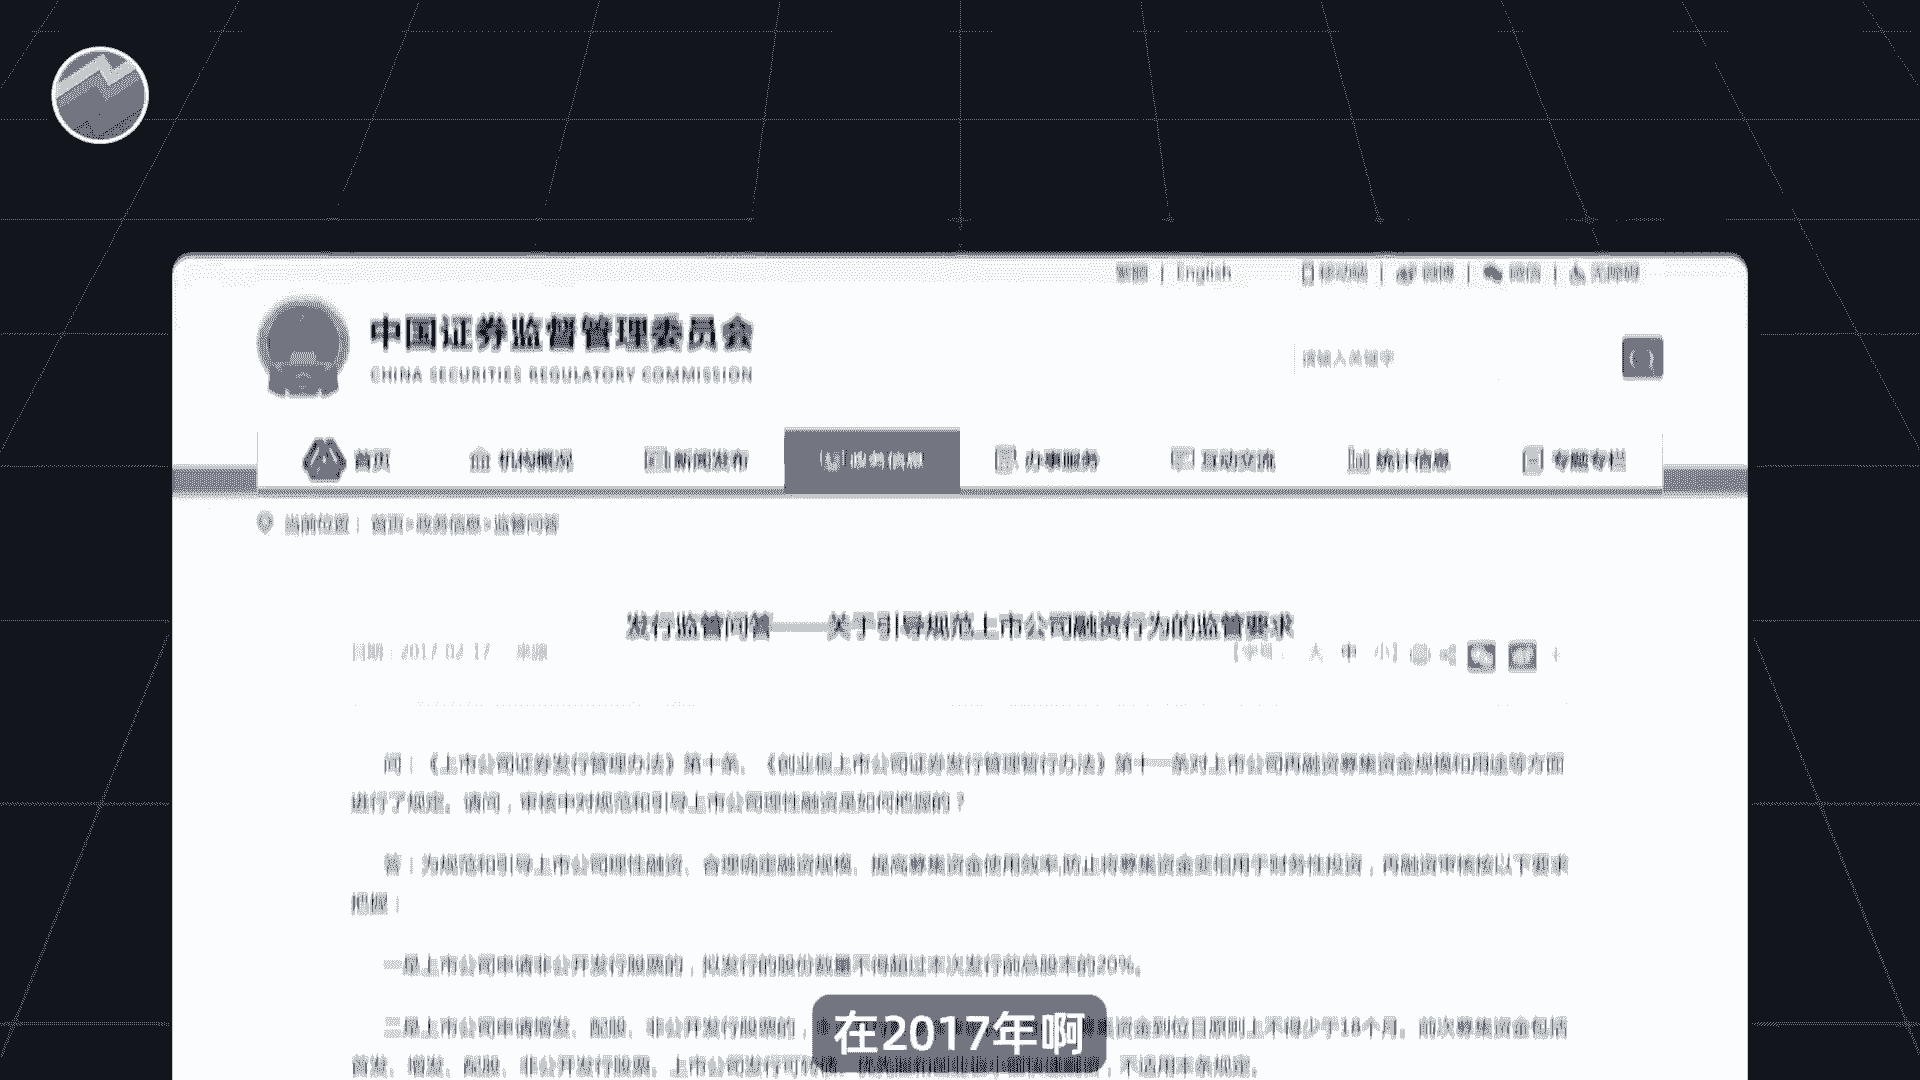 繁體 | English 移动端 | 微博 | 微信 | 无障碍
中国证券监督管理委员会
CHINA SECURITIES REGULATORY COMMISSION
请输入关键字
首页 机构概况 新闻发布 政务信息 办事服务 互动交流 统计信息 专题专栏
当前位置：首页>政务信息>监管问答
发行监管问答——关于引导规范上市公司融资行为的监管要求
日期：2017-02-17 来源 【字号： 大 中 小】
问：《上市公司证券发行管理办法》第十条、《创业板上市公司证券发行管理暂行办法》第十一条对上市公司再融资募集资金规模和用途等方面
进行了规定。请问，审核中对规范和引导上市公司理性融资是如何把握的？
答：为规范和引导上市公司理性融资、合理确定融资规模、提高募集资金使用效率,防止将募集资金变相用于财务性投资，再融资审核按以下要求
把握：
一是上市公司申请非公开发行股票的，拟发行的股份数量不得超过本次发行前总股本的20%。
二是上市公司申请增发、配股、非公开发行股票的，资金到位日原则上不得少于18个月。前次募集资金包括
首发、增发、配股、非公开发行股票。上市公司发行可转 ，不适用本条规定。
在2017年啊